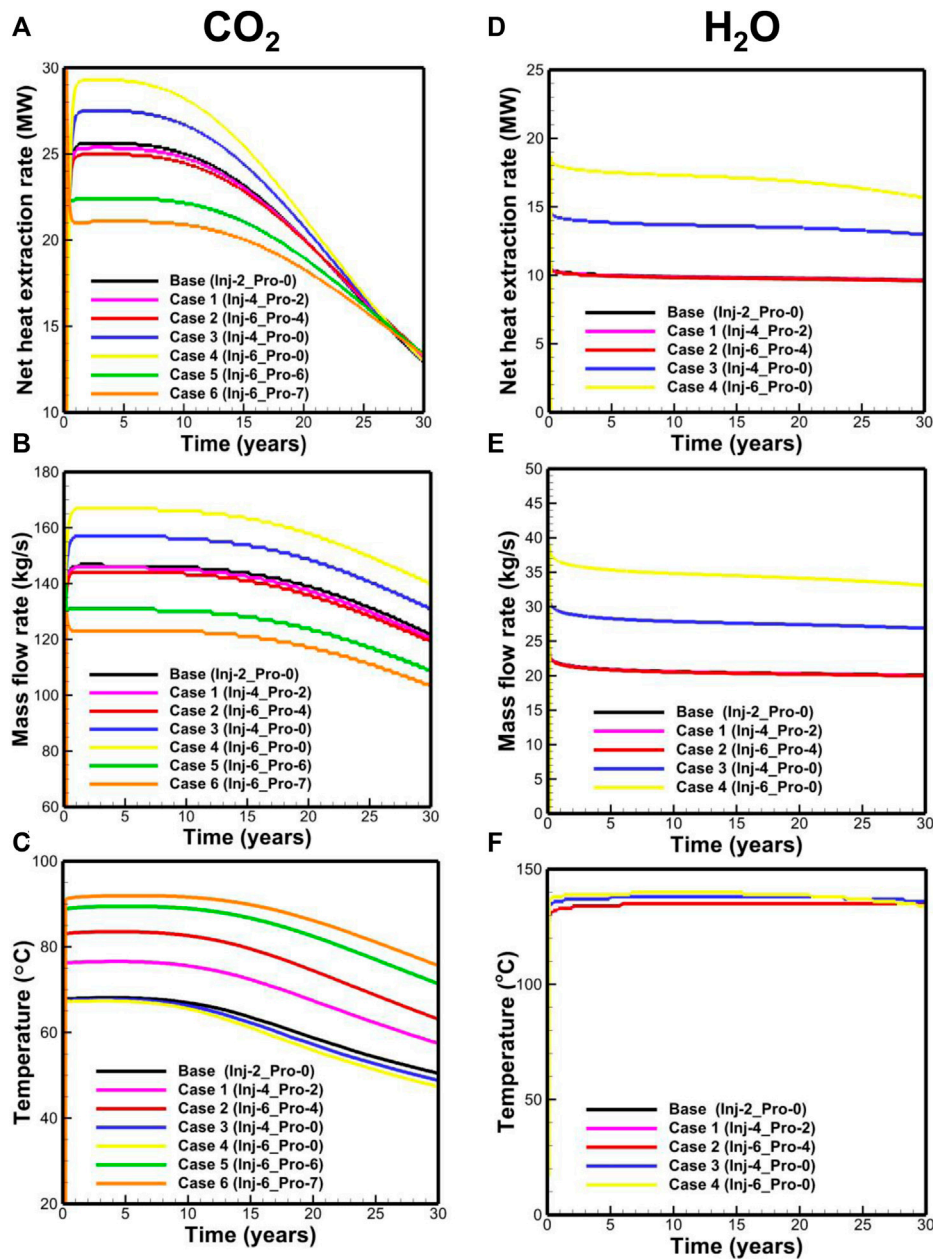 CO₂
H₂O
A
Net heat extraction rate (MW)
30
25
20
15
10
Base (Inj-2_Pro-0)
Case 1 (Inj-4_Pro-2)
Case 2 (Inj-6_Pro-4)
Case 3 (Inj-4_Pro-0)
Case 4 (Inj-6_Pro-0)
Case 5 (Inj-6_Pro-6)
Case 6 (Inj-6_Pro-7)
0 5 10 15 20 25 30
Time (years)
D
Net heat extraction rate (MW)
25
20
15
10
5
0
Base (Inj-2_Pro-0)
Case 1 (Inj-4_Pro-2)
Case 2 (Inj-6_Pro-4)
Case 3 (Inj-4_Pro-0)
Case 4 (Inj-6_Pro-0)
0 5 10 15 20 25 30
Time (years)
B
Mass flow rate (kg/s)
180
160
140
120
100
80
60
Base (Inj-2_Pro-0)
Case 1 (Inj-4_Pro-2)
Case 2 (Inj-6_Pro-4)
Case 3 (Inj-4_Pro-0)
Case 4 (Inj-6_Pro-0)
Case 5 (Inj-6_Pro-6)
Case 6 (Inj-6_Pro-7)
0 5 10 15 20 25 30
Time (years)
E
Mass flow rate (kg/s)
50
45
40
35
30
25
20
15
10
5
0
Base (Inj-2_Pro-0)
Case 1 (Inj-4_Pro-2)
Case 2 (Inj-6_Pro-4)
Case 3 (Inj-4_Pro-0)
Case 4 (Inj-6_Pro-0)
0 5 10 15 20 25 30
Time (years)
C
Temperature (°C)
100
80
60
40
20
Base (Inj-2_Pro-0)
Case 1 (Inj-4_Pro-2)
Case 2 (Inj-6_Pro-4)
Case 3 (Inj-4_Pro-0)
Case 4 (Inj-6_Pro-0)
Case 5 (Inj-6_Pro-6)
Case 6 (Inj-6_Pro-7)
0 5 10 15 20 25 30
Time (years)
F
Temperature (°C)
150
100
50
0
Base (Inj-2_Pro-0)
Case 1 (Inj-4_Pro-2)
Case 2 (Inj-6_Pro-4)
Case 3 (Inj-4_Pro-0)
Case 4 (Inj-6_Pro-0)
0 5 10 15 20 25 30
Time (years)